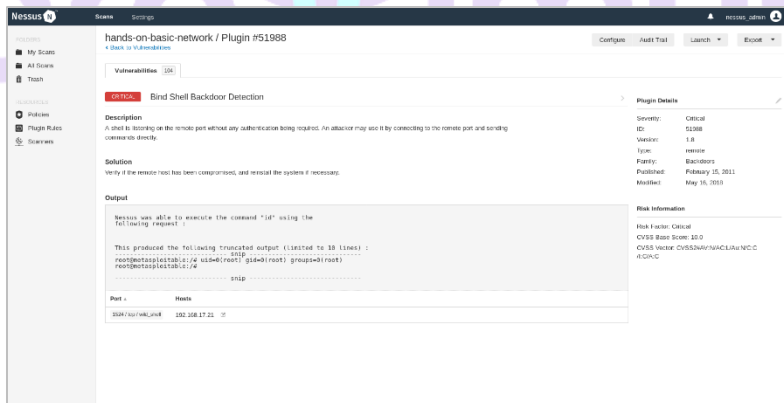 Nessus N
Scans Settings
nessus_admin
FOLDERS
My Scans
All Scans
Trash
RESOURCES
Policies
Plugin Rules
Scanners
hands-on-basic-network / Plugin #51988
Back to Vulnerabilities
Configure Audit Trail Launch Export
Vulnerabilities 104
CRITICAL Bind Shell Backdoor Detection
Description
A shell is listening on the remote port without any authentication being required. An attacker may use it by connecting to the remote port and sending
commands directly.
Solution
Verify if the remote host has been compromised, and reinstall the system if necessary.
Output
Nessus was able to execute the command "id" using the
following request :
This produced the following truncated output (limited to 10 lines) :
------------------------------ snip ------------------------------
root@metasploitable:/# uid=0(root) gid=0(root) groups=0(root)
root@metasploitable:/#
------------------------------ snip ------------------------------
Port Hosts
1524 / tcp / wild_shell 192.168.17.21
Plugin Details
Severity: Critical
ID: 51988
Version: 1.8
Type: remote
Family: Backdoors
Published: February 15, 2011
Modified: May 16, 2018
Risk Information
Risk Factor: Critical
CVSS Base Score: 10.0
CVSS Vector: CVSS2#AV:N/AC:L/Au:N/C:C
/I:C/A:C